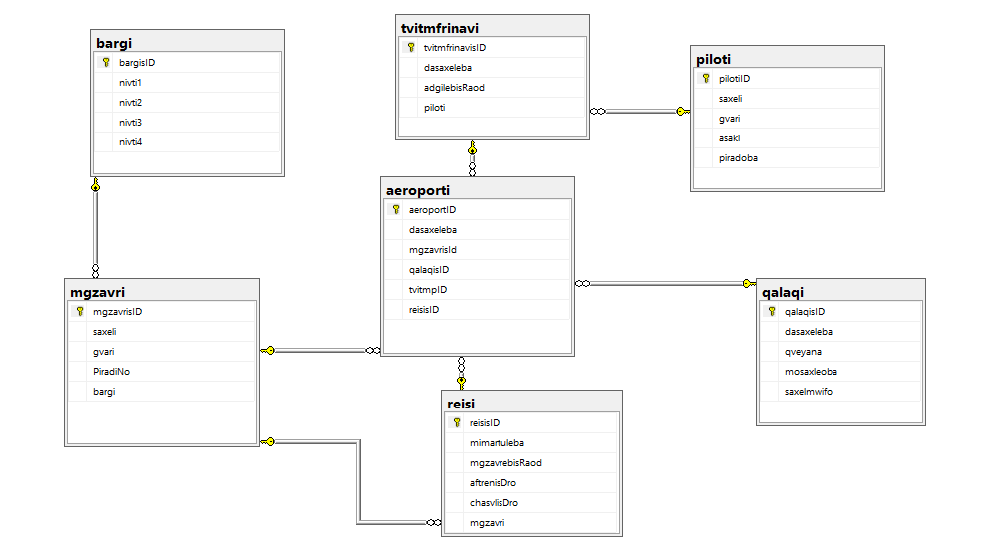 bargi
bargisID
nivti1
nivti2
nivti3
nivti4
tvitmfrinavi
tvitmfrinavisID
dasaxeleba
adgilebisRaod
piloti
piloti
pilotiID
saxeli
gvari
asaki
piradoba
aeroporti
aeroportID
dasaxeleba
mgzavrisId
qalaqisID
tvitmpID
reisisID
mgzavri
mgzavrisID
saxeli
gvari
PiradiNo
bargi
qalaqi
qalaqisID
dasaxeleba
qveyana
mosaxleoba
saxelmwifo
reisi
reisisID
mimartuleba
mgzavrebisRaod
aftrenisDro
chasvlisDro
mgzavri